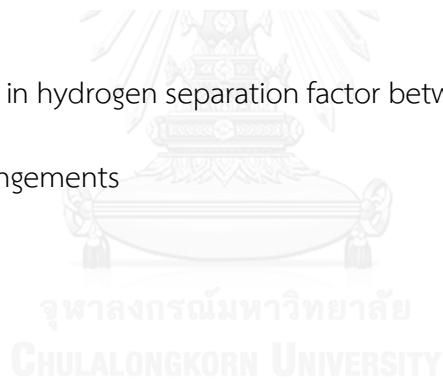 in hydrogen separation factor betw
ngements
จุฬาลงกรณ์มหาวิทยาลัย
CHULALONGKORN UNIVERSITY